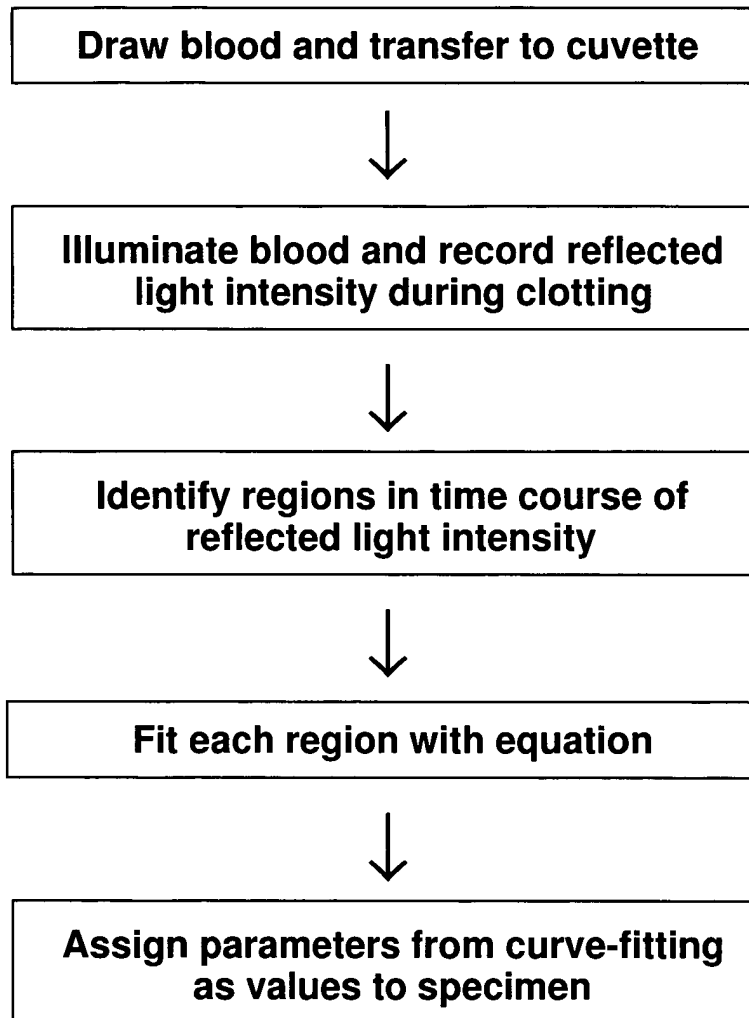 Draw blood and transfer to cuvette
Illuminate blood and record reflected
light intensity during clotting
Identify regions in time course of
reflected light intensity
Fit each region with equation
Assign parameters from curve-fitting
as values to specimen